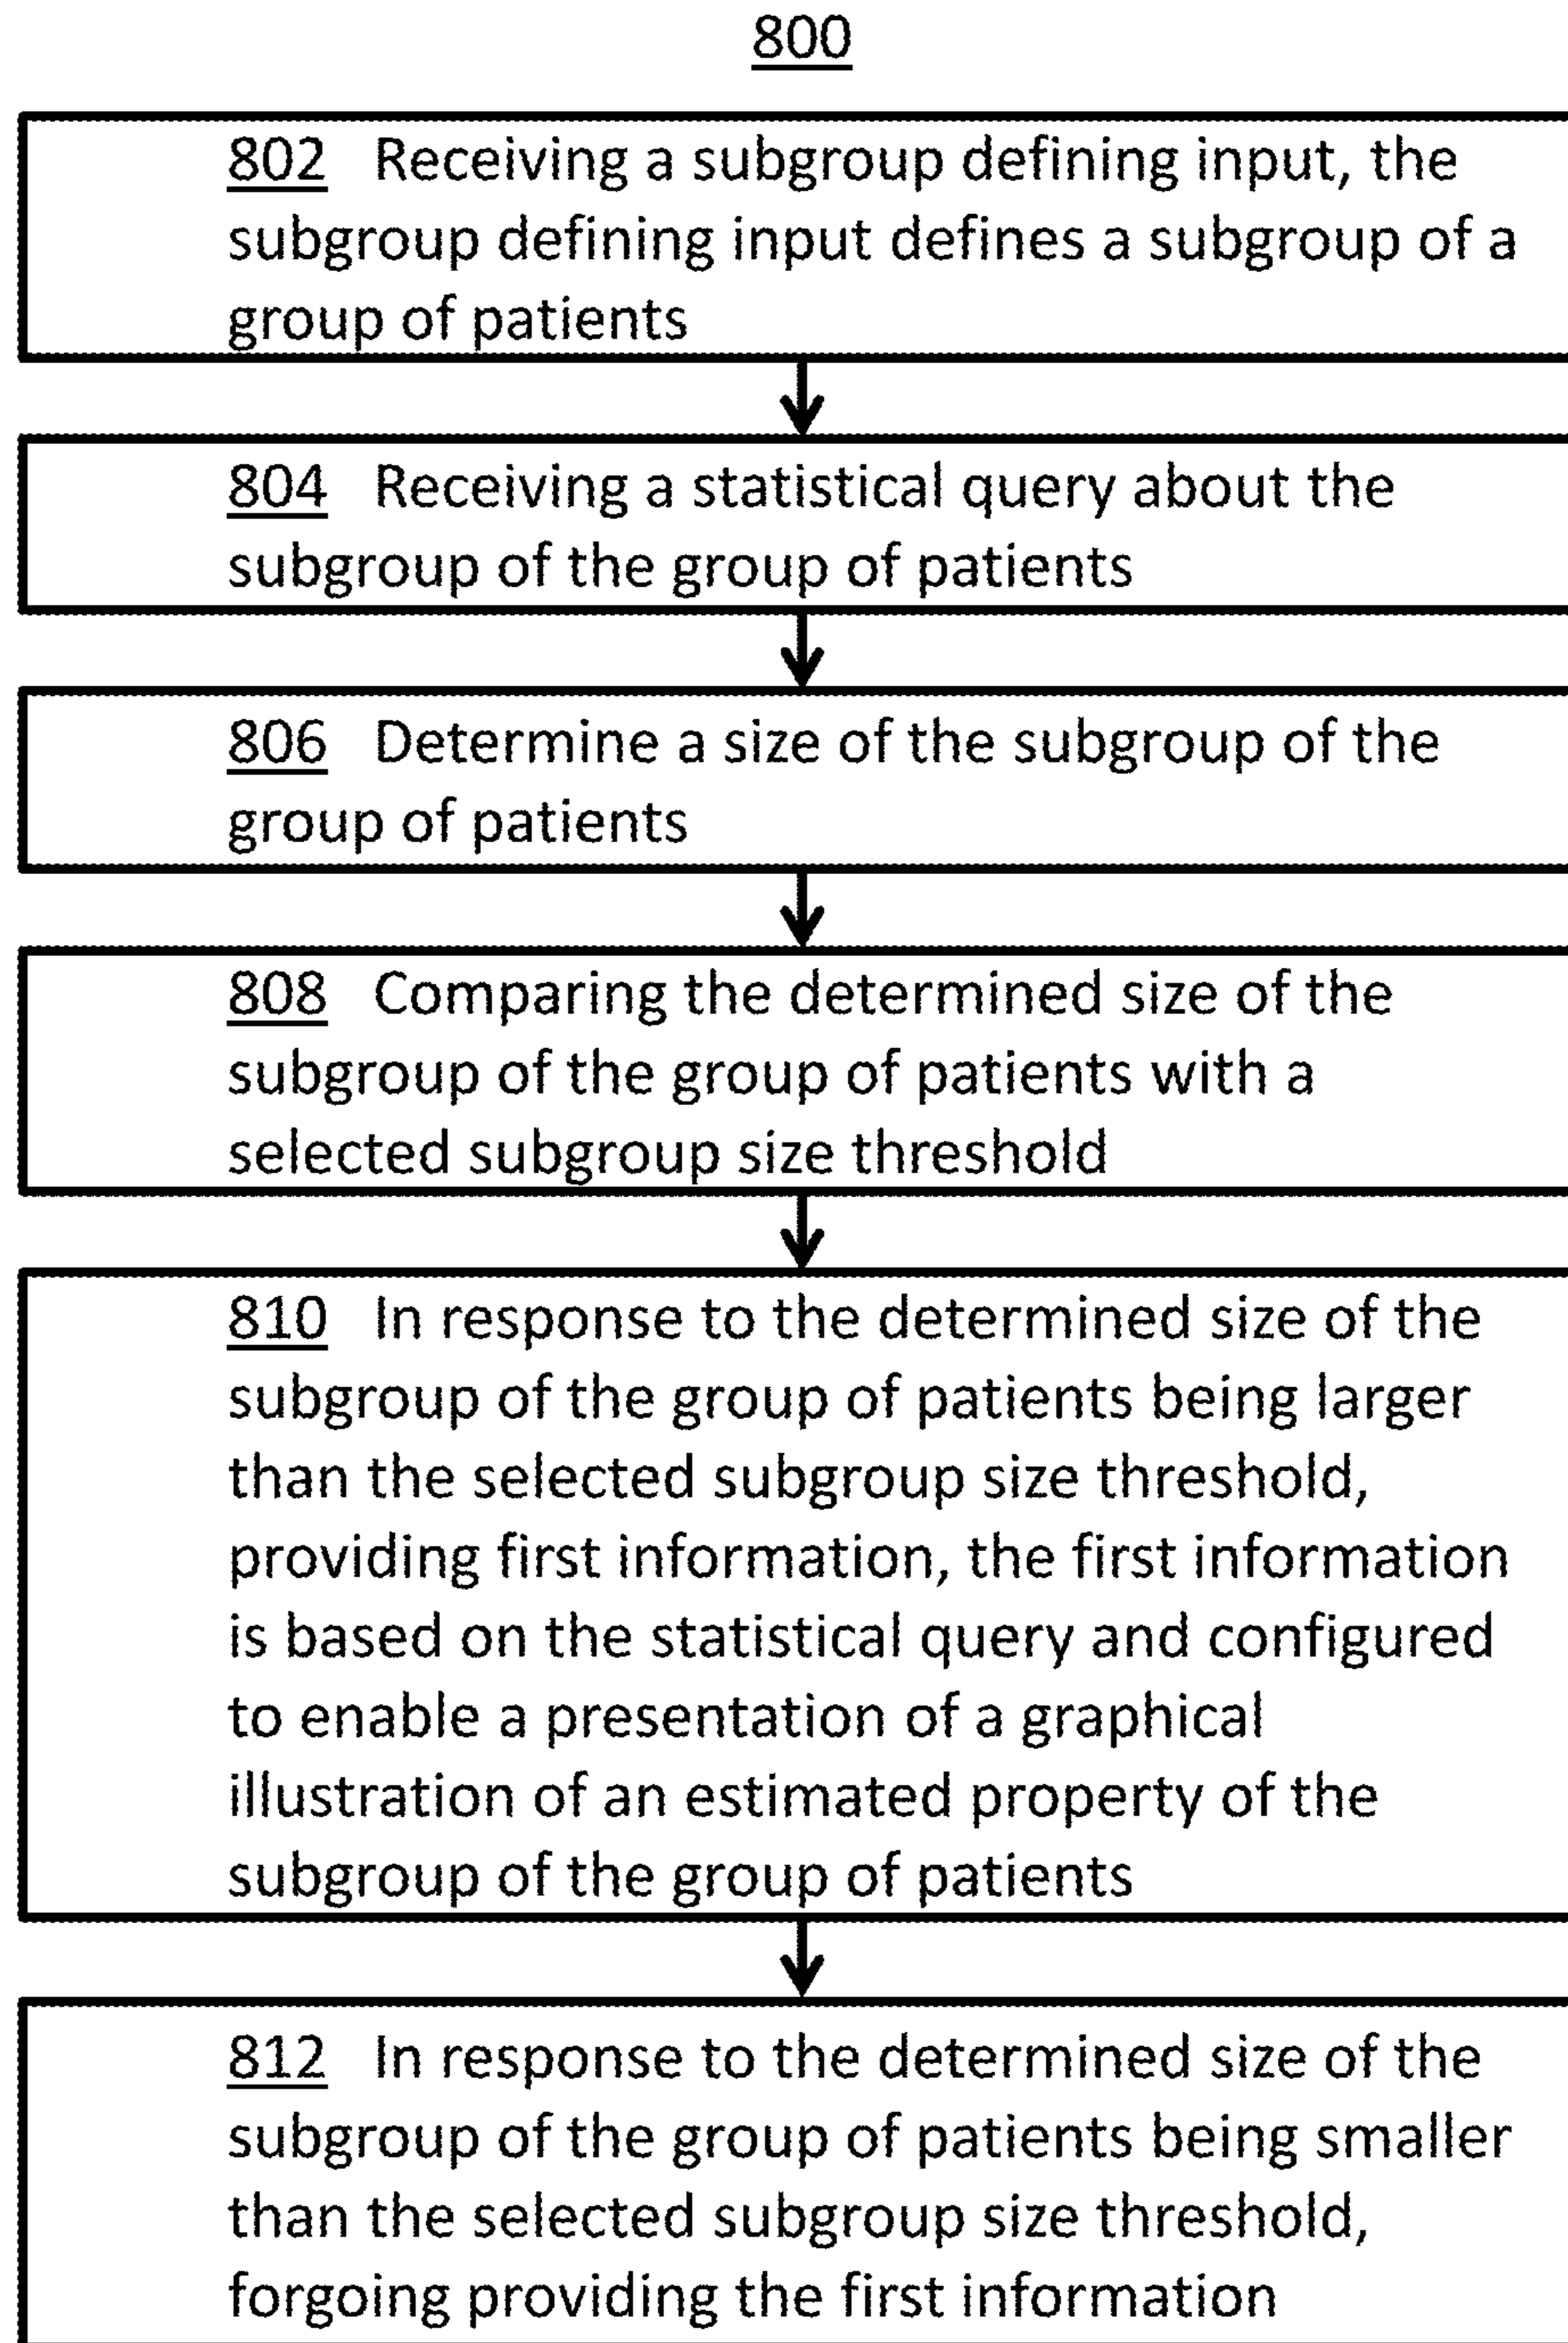 800
802 Receiving a subgroup defining input, the
subgroup defining input defines a subgroup of a
group of patients
804 Receiving a statistical query about the
subgroup of the group of patients
806 Determine a size of the subgroup of the
group of patients
808 Comparing the determined size of the
subgroup of the group of patients with a
selected subgroup size threshold
810 In response to the determined size of the
subgroup of the group of patients being larger
than the selected subgroup size threshold,
providing first information, the first information
is based on the statistical query and configured
to enable a presentation of a graphical
illustration of an estimated property of the
subgroup of the group of patients
812 In response to the determined size of the
subgroup of the group of patients being smaller
than the selected subgroup size threshold,
forgoing providing the first information